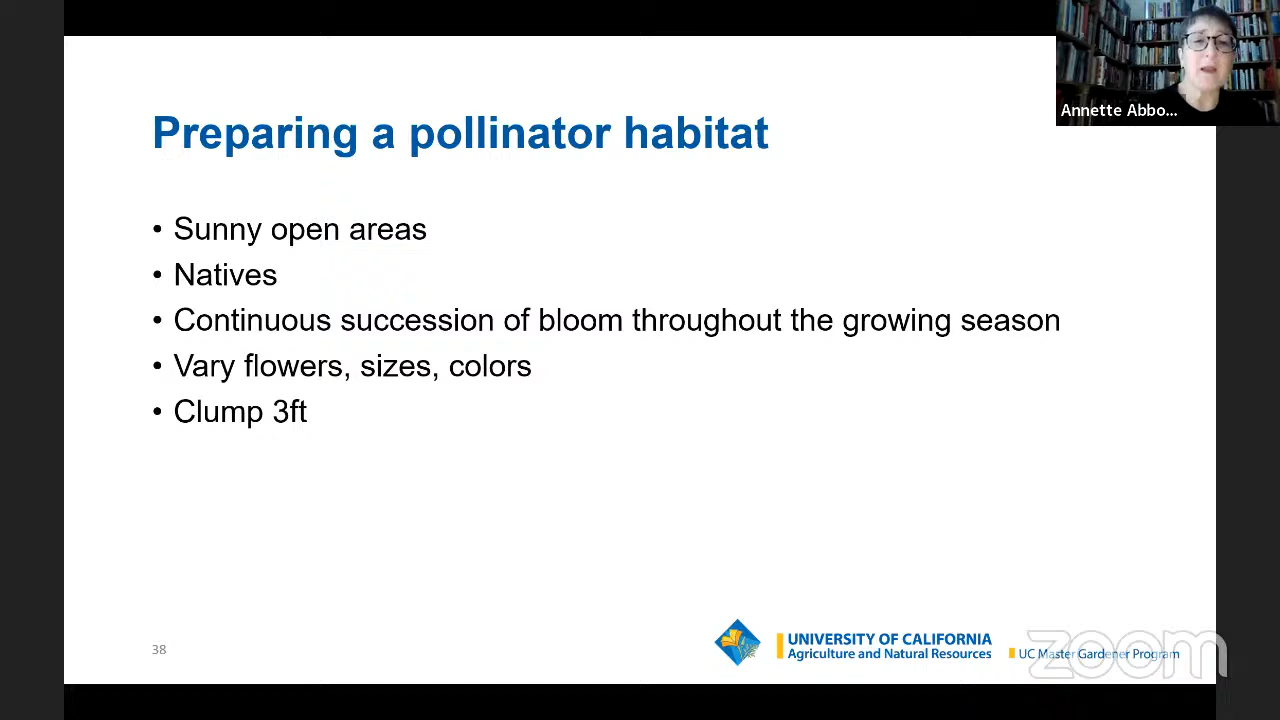 Annette Abbo...
Preparing a pollinator habitat
• Sunny open areas
• Natives
• Continuous succession of bloom throughout the growing season
• Vary flowers, sizes, colors
• Clump 3ft
38
UNIVERSITY OF CALIFORNIA
Agriculture and Natural Resources
UC Master Gardener Program
zoom